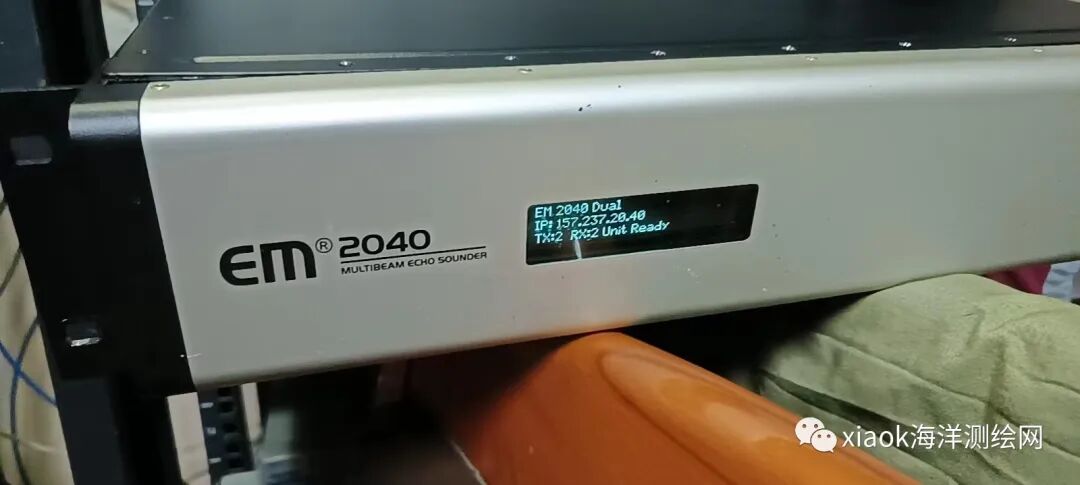 EM® 2040
MULTIBEAM ECHO SOUNDER
EM 2040 Dual
IP: 157.237.20.40
TX:2 RX:2 Unit Ready
xiaok海洋测绘网